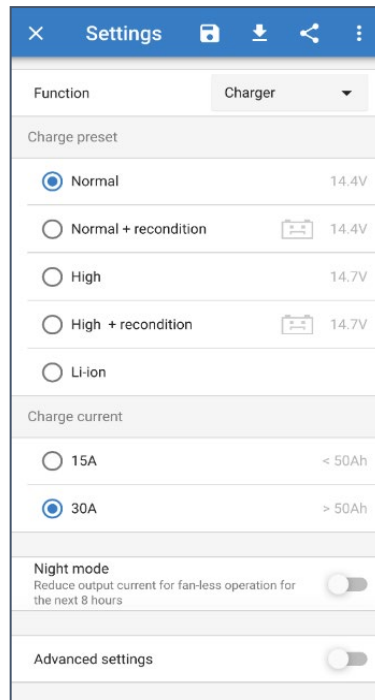 Settings
Function Charger
Charge preset
Normal 14.4V
Normal + recondition 14.4V
High 14.7V
High + recondition 14.7V
Li-ion
Charge current
15A < 50Ah
30A > 50Ah
Night mode
Reduce output current for fan-less operation for
the next 8 hours
Advanced settings